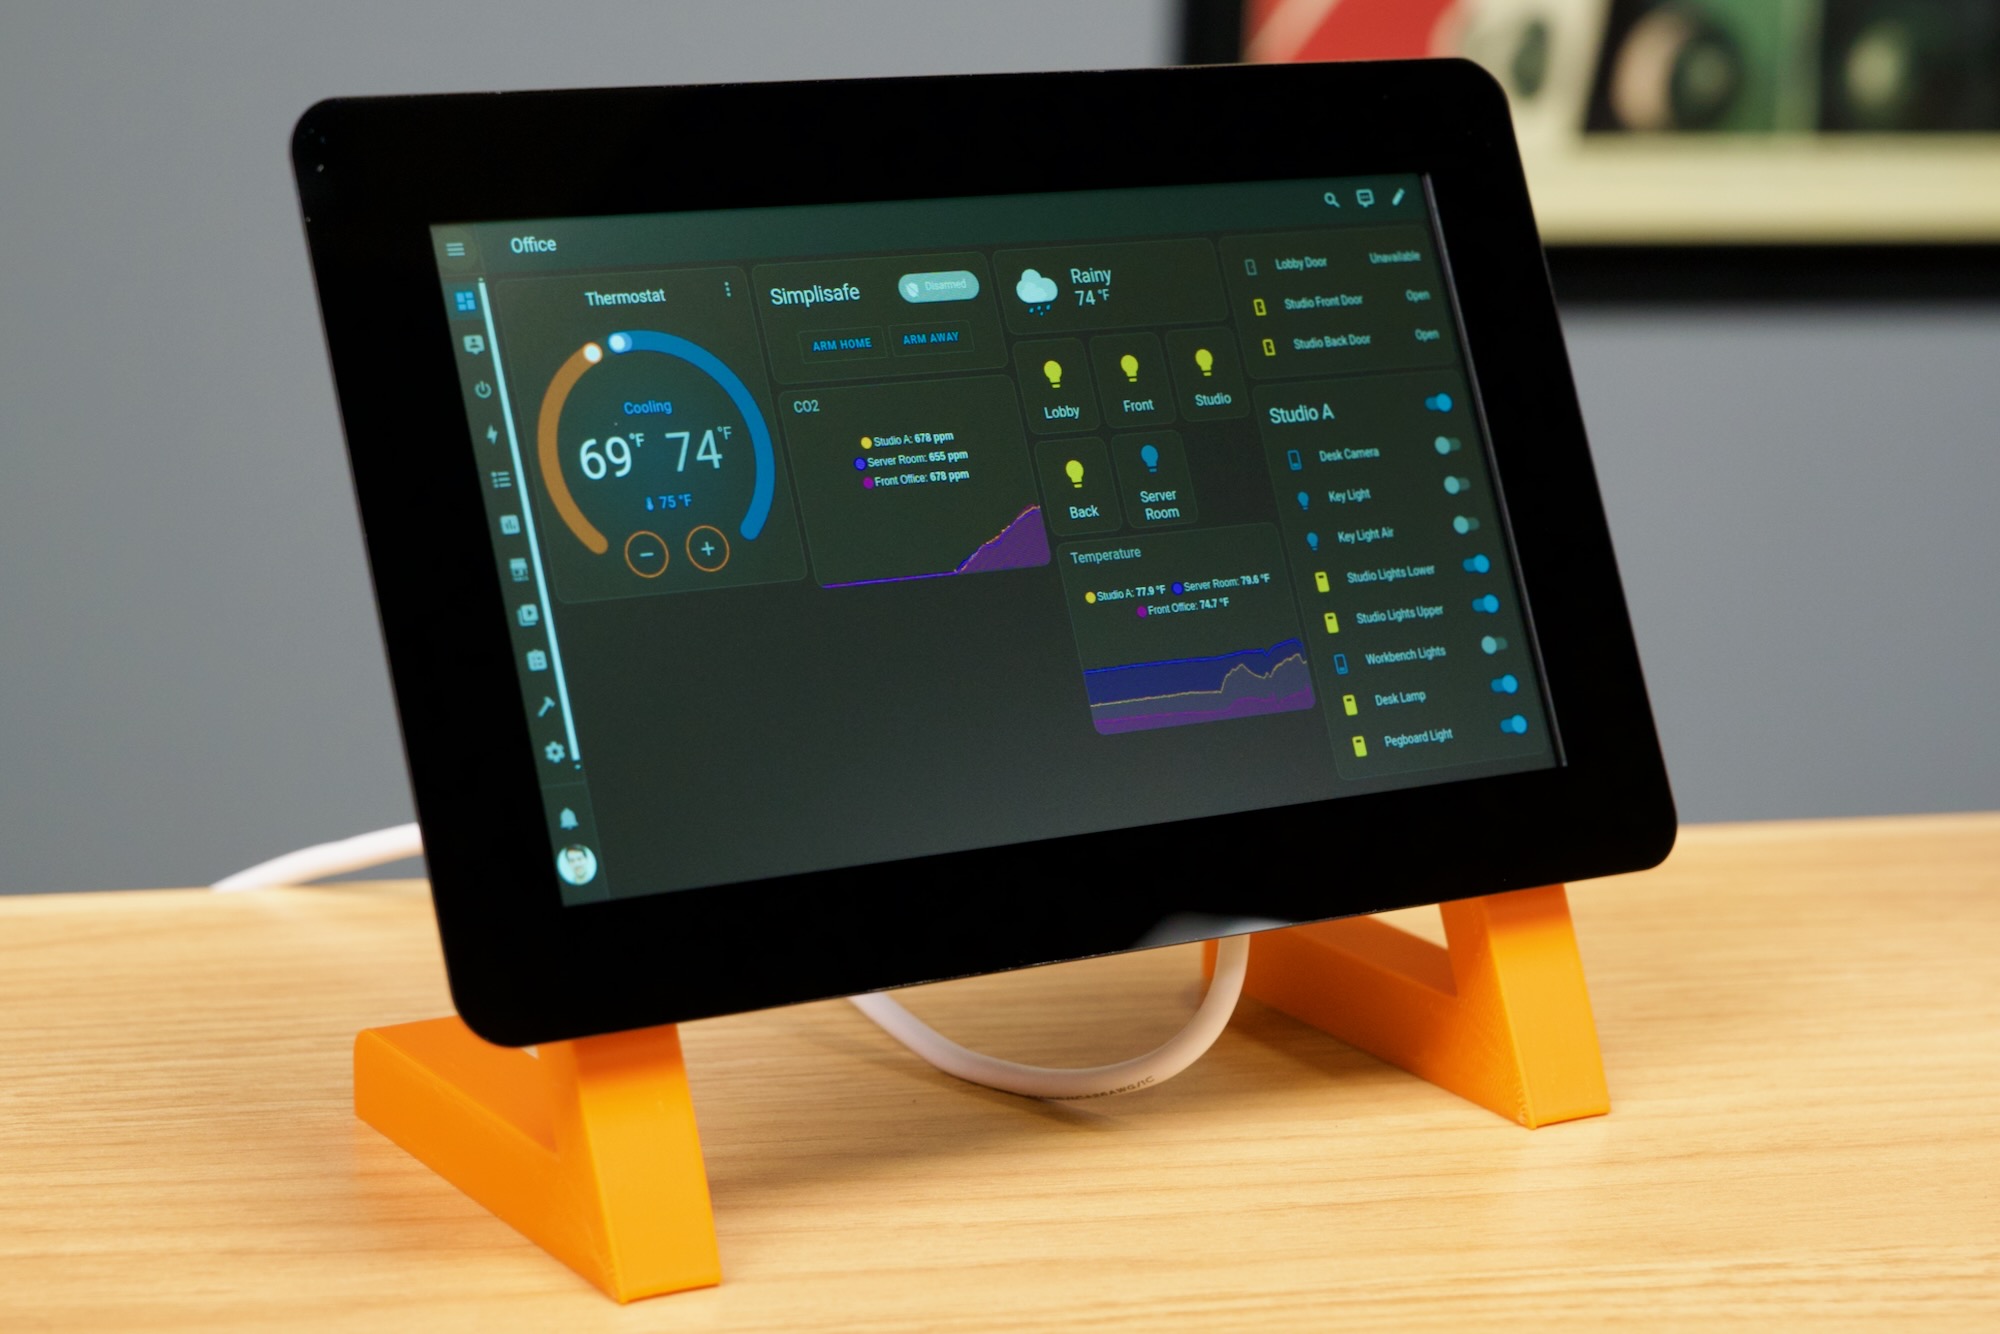 Office
Thermostat
Cooling
69°F 74°F
75 °F
Simplisafe
Disarmed
ARM HOME
ARM AWAY
CO2
Studio A: 678 ppm
Server Room: 655 ppm
Front Office: 678 ppm
Rainy
74 °F
Lobby
Front
Studio
Back
Server
Room
Temperature
Studio A: 77.9 °F Server Room: 79.6 °F
Front Office: 74.7 °F
Lobby Door Unavailable
Studio Front Door Open
Studio Back Door Open
Studio A
Desk Camera
Key Light
Key Light Air
Studio Lights Lower
Studio Lights Upper
Workbench Lights
Desk Lamp
Pegboard Light